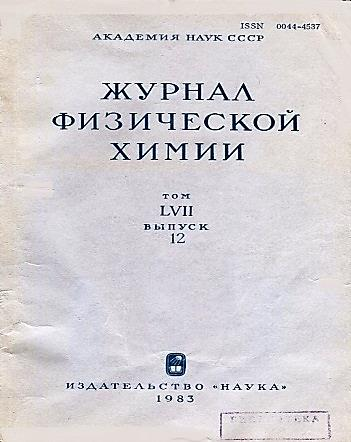 ISSN 0044-4537
АКАДЕМИЯ НАУК СССР
ЖУРНАЛ
ФИЗИЧЕСКОЙ
ХИМИИ
ТОМ
LVII
ВЫПУСК
12
ИЗДАТЕЛЬСТВО «НАУКА»
1983